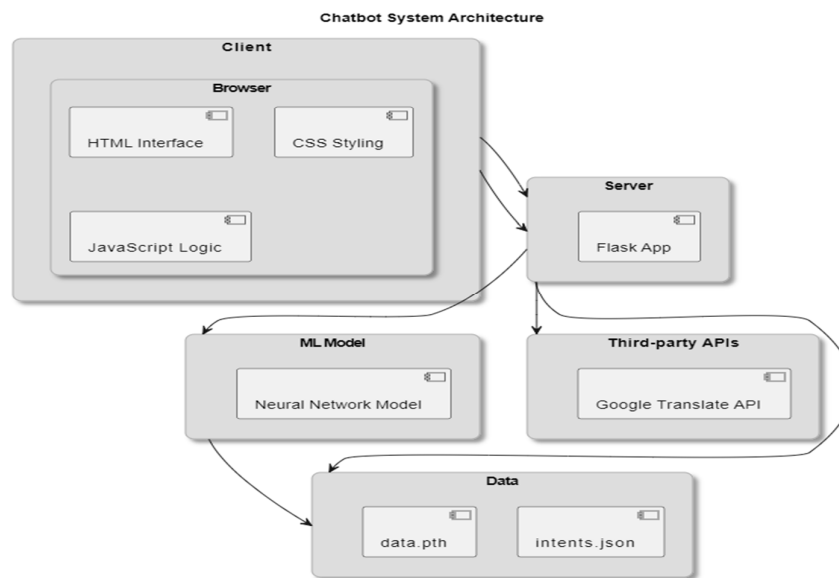 Chatbot System Architecture
Client
Browser
HTML Interface
CSS Styling
JavaScript Logic
Server
Flask App
ML Model
Neural Network Model
Third-party APIs
Google Translate API
Data
data.pth
intents.json